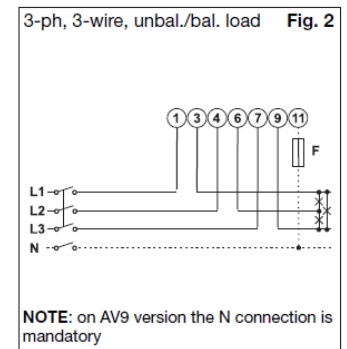 3-ph, 3-wire, unbal./bal. load Fig. 2
1 3 4 6 7 9 11
F
L1
L2
L3
N
NOTE: on AV9 version the N connection is
mandatory